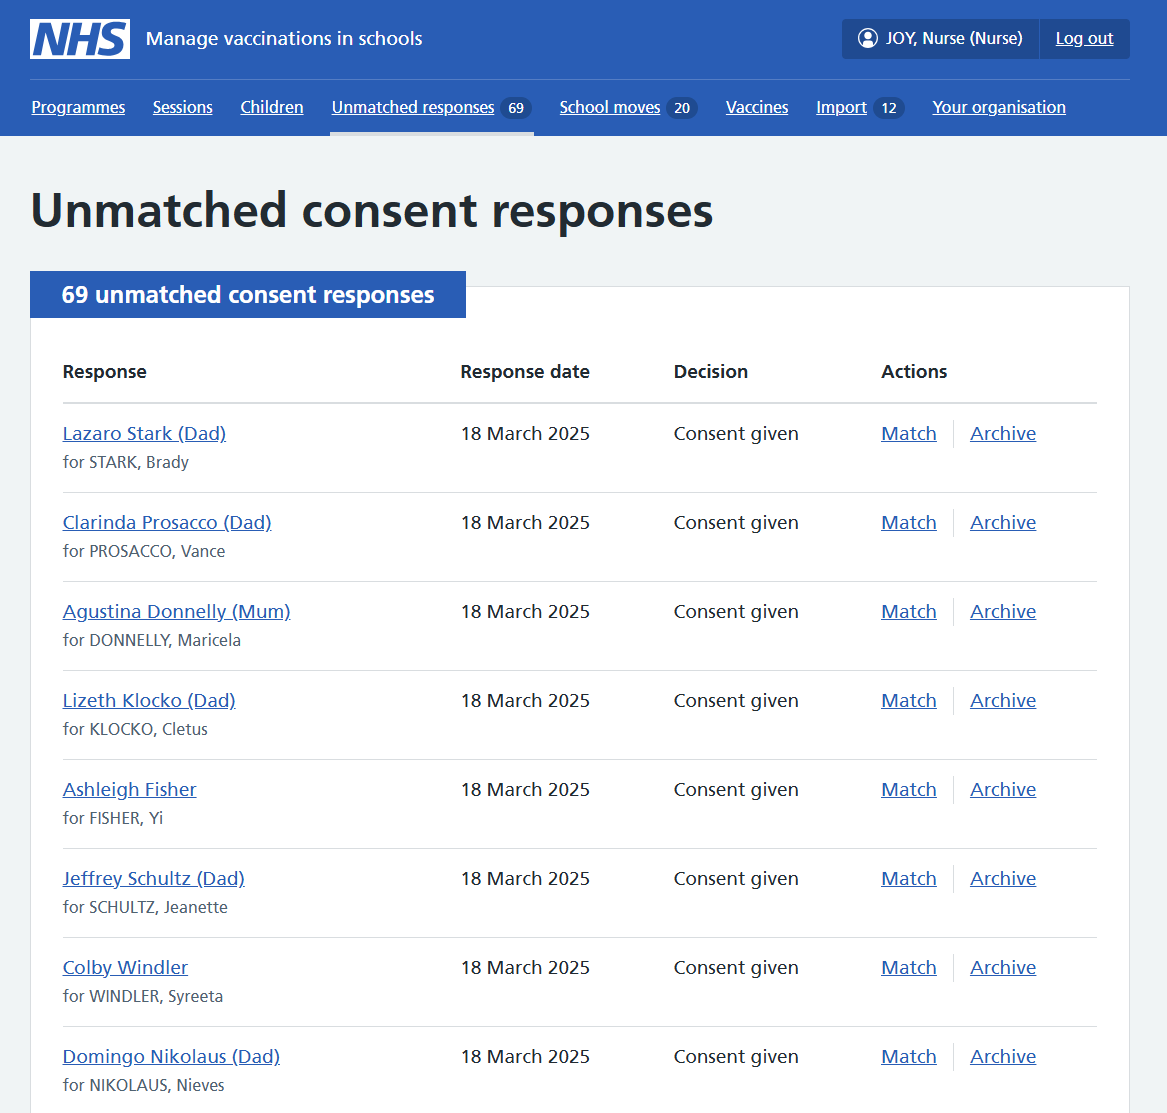 NHS Manage vaccinations in schools JOY, Nurse (Nurse) Log out
Programmes Sessions Children Unmatched responses 69 School moves 20 Vaccines Import 12 Your organisation
Unmatched consent responses
69 unmatched consent responses
Response Response date Decision Actions
Lazaro Stark (Dad) 18 March 2025 Consent given Match Archive
for STARK, Brady
Clarinda Prosacco (Dad) 18 March 2025 Consent given Match Archive
for PROSACCO, Vance
Agustina Donnelly (Mum) 18 March 2025 Consent given Match Archive
for DONNELLY, Maricela
Lizeth Klocko (Dad) 18 March 2025 Consent given Match Archive
for KLOCKO, Cletus
Ashleigh Fisher 18 March 2025 Consent given Match Archive
for FISHER, Yi
Jeffrey Schultz (Dad) 18 March 2025 Consent given Match Archive
for SCHULTZ, Jeanette
Colby Windler 18 March 2025 Consent given Match Archive
for WINDLER, Syreeta
Domingo Nikolaus (Dad) 18 March 2025 Consent given Match Archive
for NIKOLAUS, Nieves